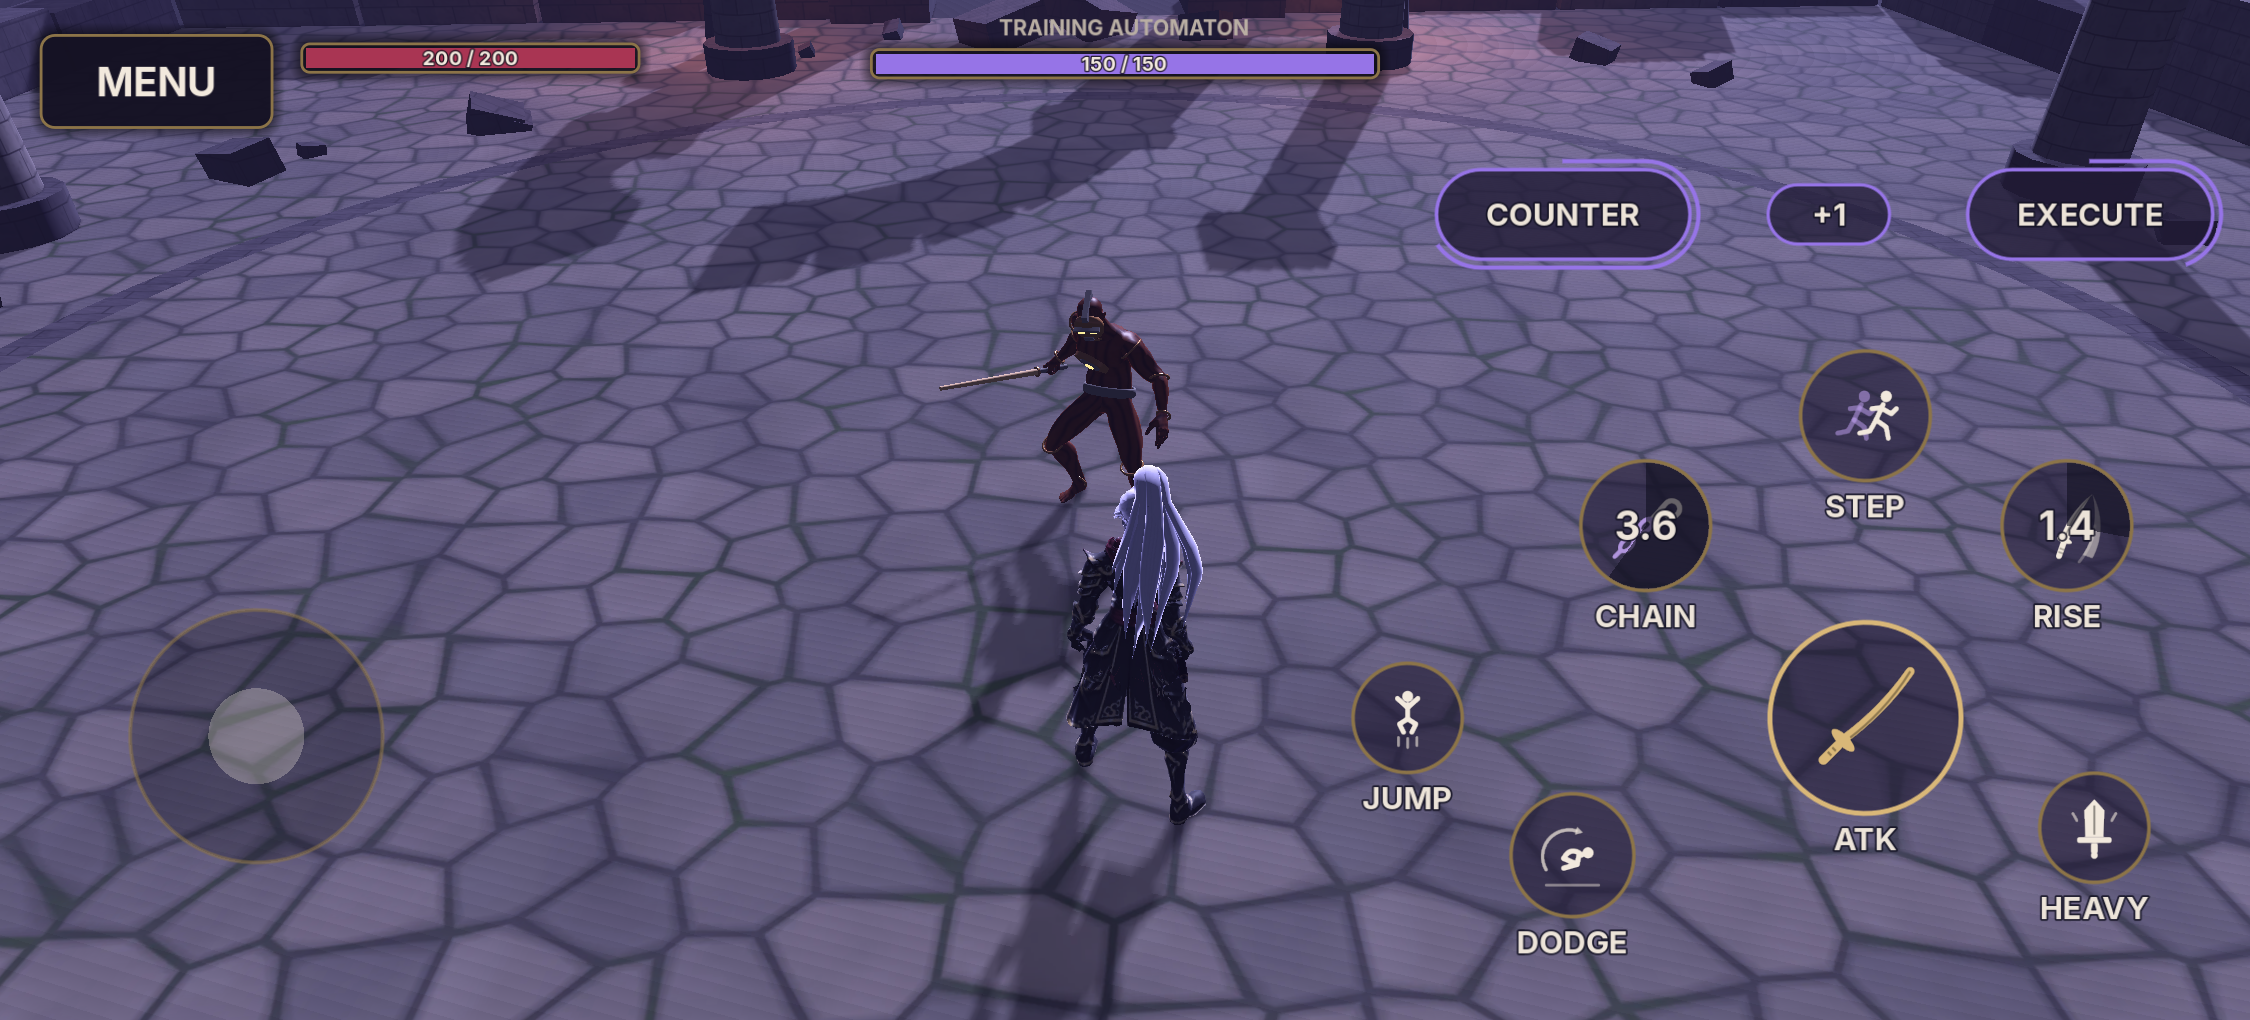 TRAINING AUTOMATON
MENU
200 / 200
150 / 150
COUNTER
+1
EXECUTE
STEP
3.6
1.4
CHAIN
RISE
JUMP
ATK
HEAVY
DODGE